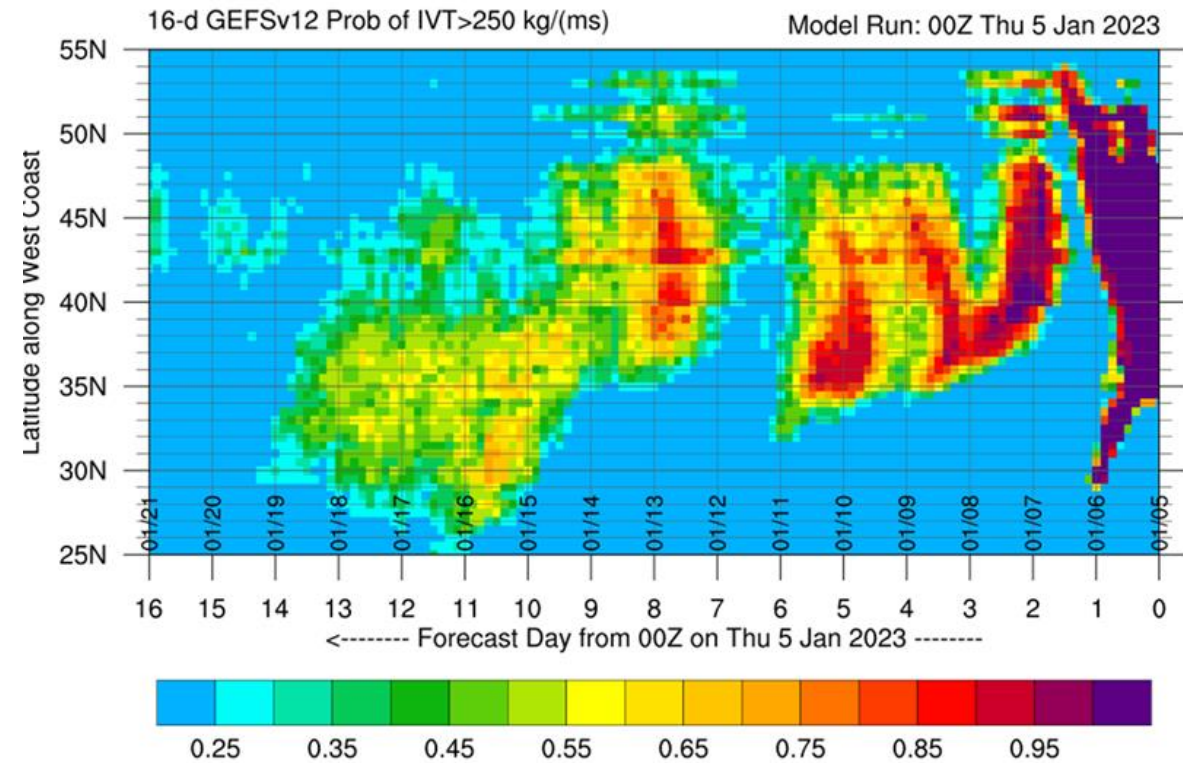 16-d GEFSv12 Prob of IVT>250 kg/(ms)
Model Run: 00Z Thu 5 Jan 2023
55N
50N
45N
40N
35N
30N
25N
Latitude along West Coast
01/21 01/20 01/19 01/18 01/17 01/16 01/15 01/14 01/13 01/12 01/11 01/10 01/09 01/08 01/07 01/06 01/05
16 15 14 13 12 11 10 9 8 7 6 5 4 3 2 1 0
<-------- Forecast Day from 00Z on Thu 5 Jan 2023 --------
0.25 0.35 0.45 0.55 0.65 0.75 0.85 0.95